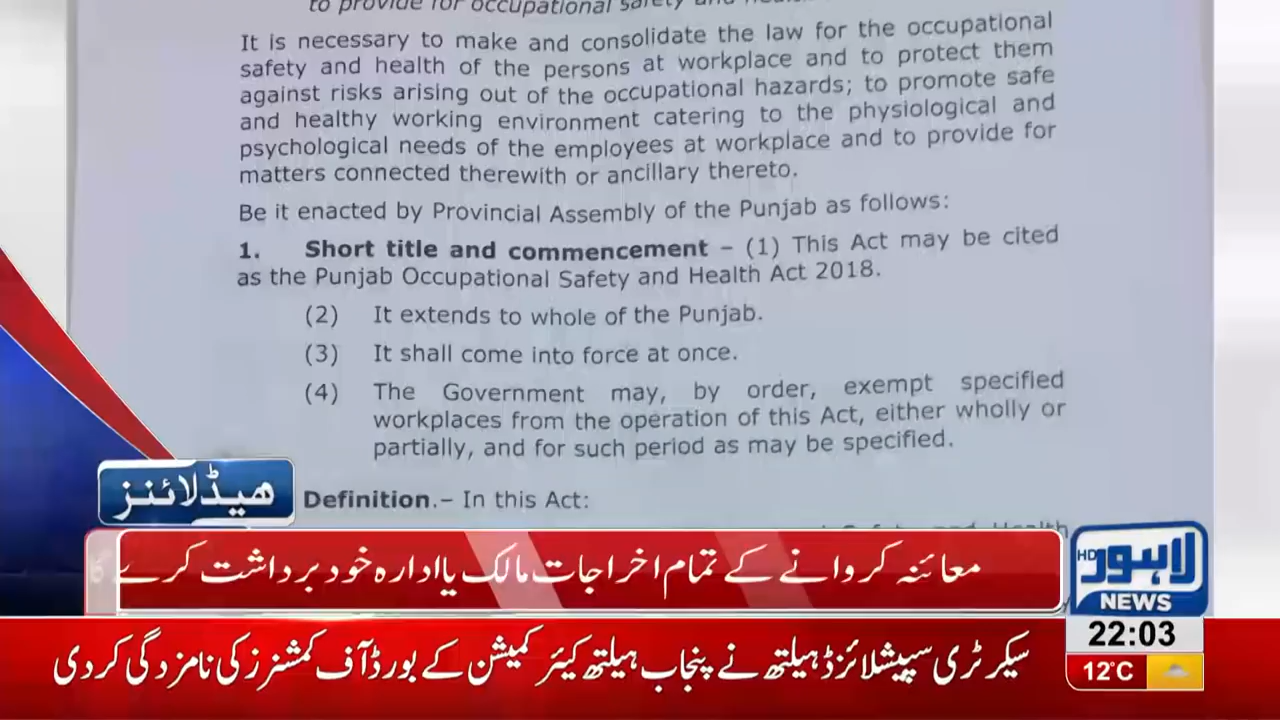 to provide for occupational safety and
It is necessary to make and consolidate the law for the occupational
safety and health of the persons at workplace and to protect them
against risks arising out of the occupational hazards; to promote safe
and healthy working environment catering to the physiological and
psychological needs of the employees at workplace and to provide for
matters connected therewith or ancillary thereto.
Be it enacted by Provincial Assembly of the Punjab as follows:
1. Short title and commencement – (1) This Act may be cited
as the Punjab Occupational Safety and Health Act 2018.
(2) It extends to whole of the Punjab.
(3) It shall come into force at once.
(4) The Government may, by order, exempt specified
workplaces from the operation of this Act, either wholly or
partially, and for such period as may be specified.
Definition.– In this Act:
ھیڈلائنز
معائنہ کروانے کے تمام اخراجات مالک یا ادارہ خود برداشت کرے گا
لاہور HD
NEWS
22:03
سیکرٹری سپیشلائزڈ ہیلتھ نے پنجاب ہیلتھ کیئر کمیشن کے بورڈ آف کمشنرز کی نامزدگی کردی
12°C